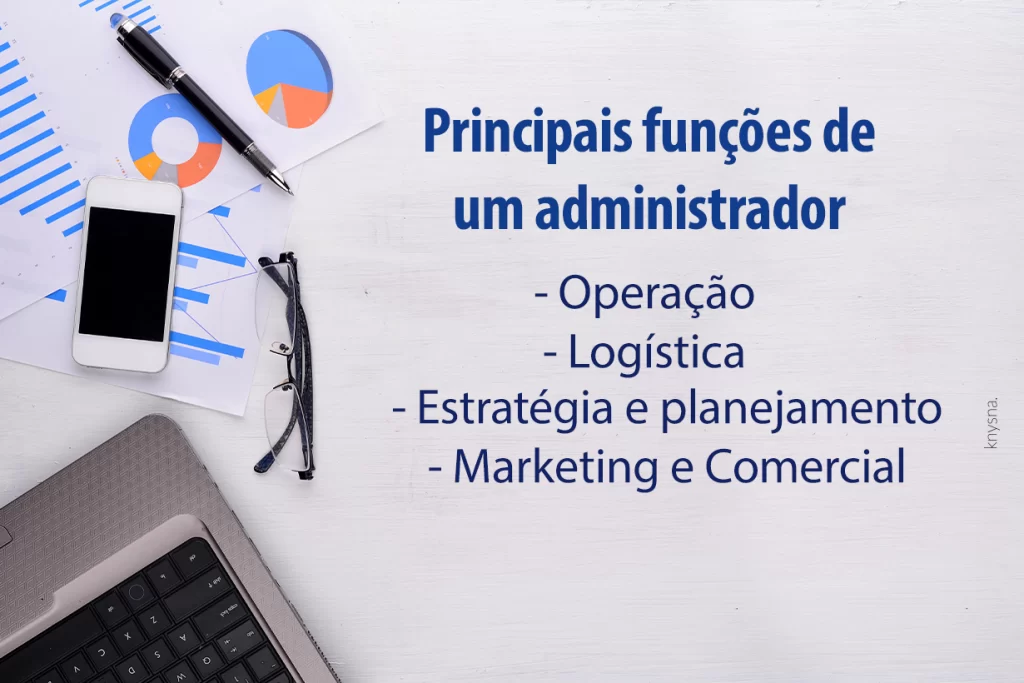 Principais funções de
um administrador
- Operação
- Logística
- Estratégia e planejamento
- Marketing e Comercial
knysna.